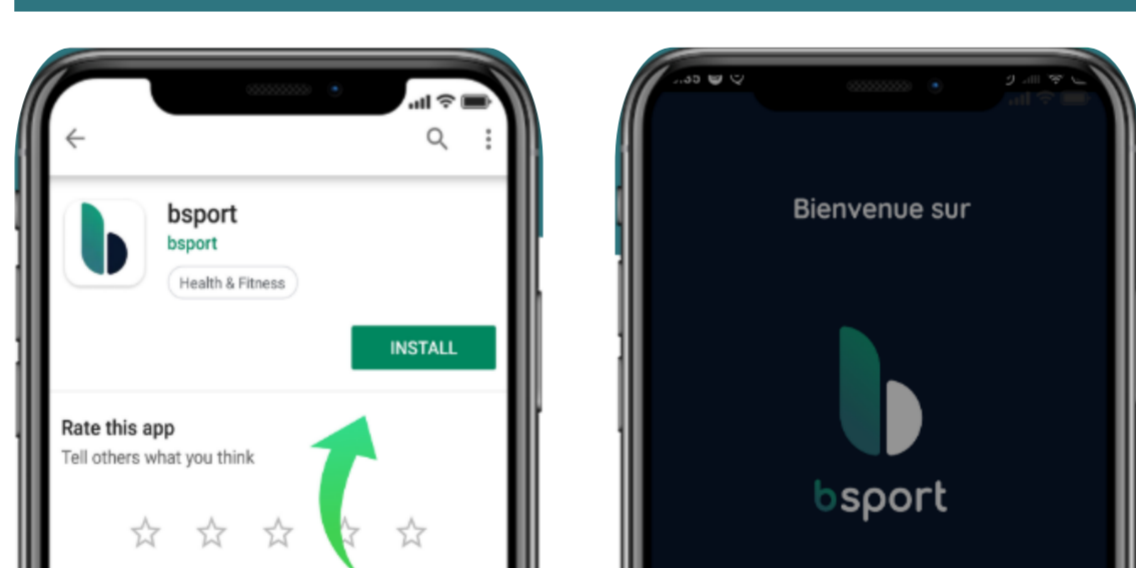 bsport
bsport
Health & Fitness
INSTALL
Rate this app
Tell others what you think
Bienvenue sur
bsport